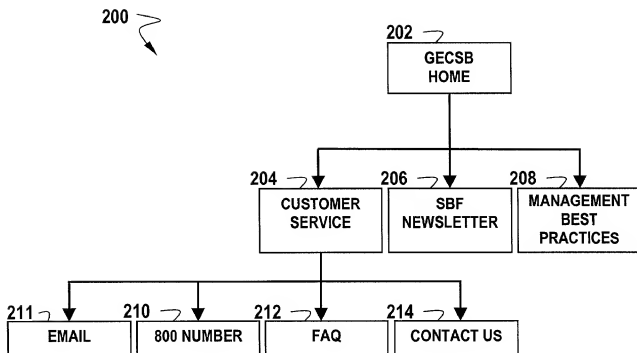 200
202
GECSB
HOME
204
206
208
CUSTOMER
SERVICE
SBF
NEWSLETTER
MANAGEMENT
BEST
PRACTICES
211
210
212
214
EMAIL
800 NUMBER
FAQ
CONTACT US